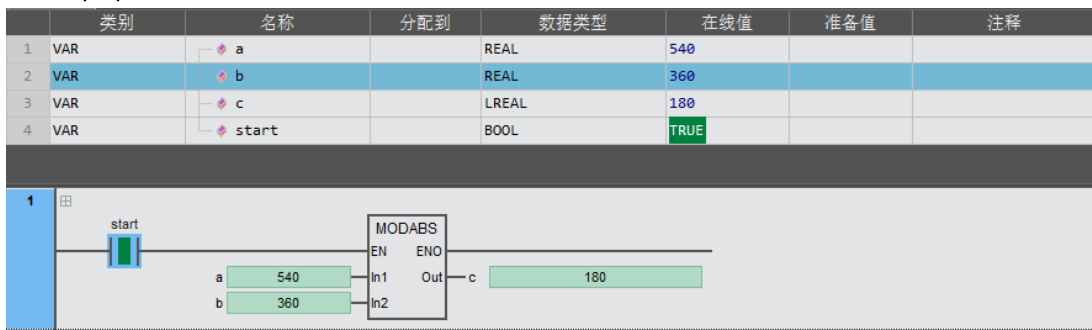 类别 名称 分配到 数据类型 在线值 准备值 注释
1 VAR a REAL 540
2 VAR b REAL 360
3 VAR c LREAL 180
4 VAR start BOOL TRUE
1
start
MODABS
EN ENO
a 540 In1 Out c 180
b 360 In2